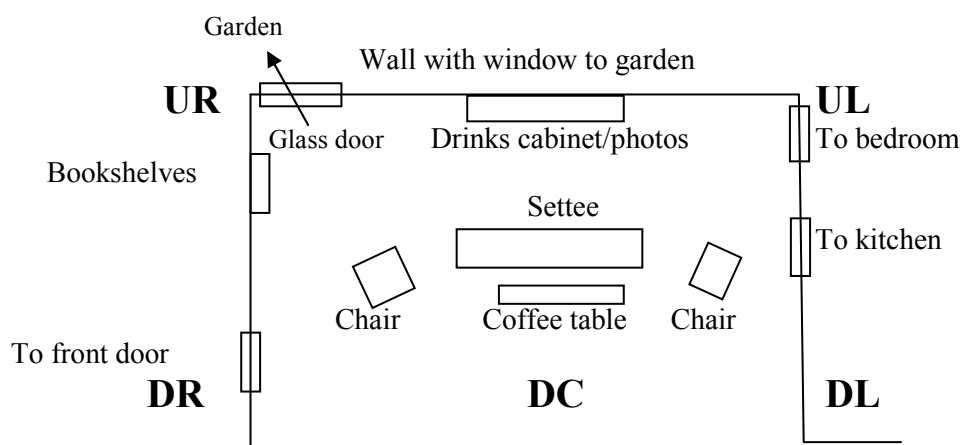 Garden
Wall with window to garden
UR
UL
Glass door
Drinks cabinet/photos
To bedroom
Bookshelves
Settee
To kitchen
Chair
Coffee table
Chair
To front door
DR
DC
DL